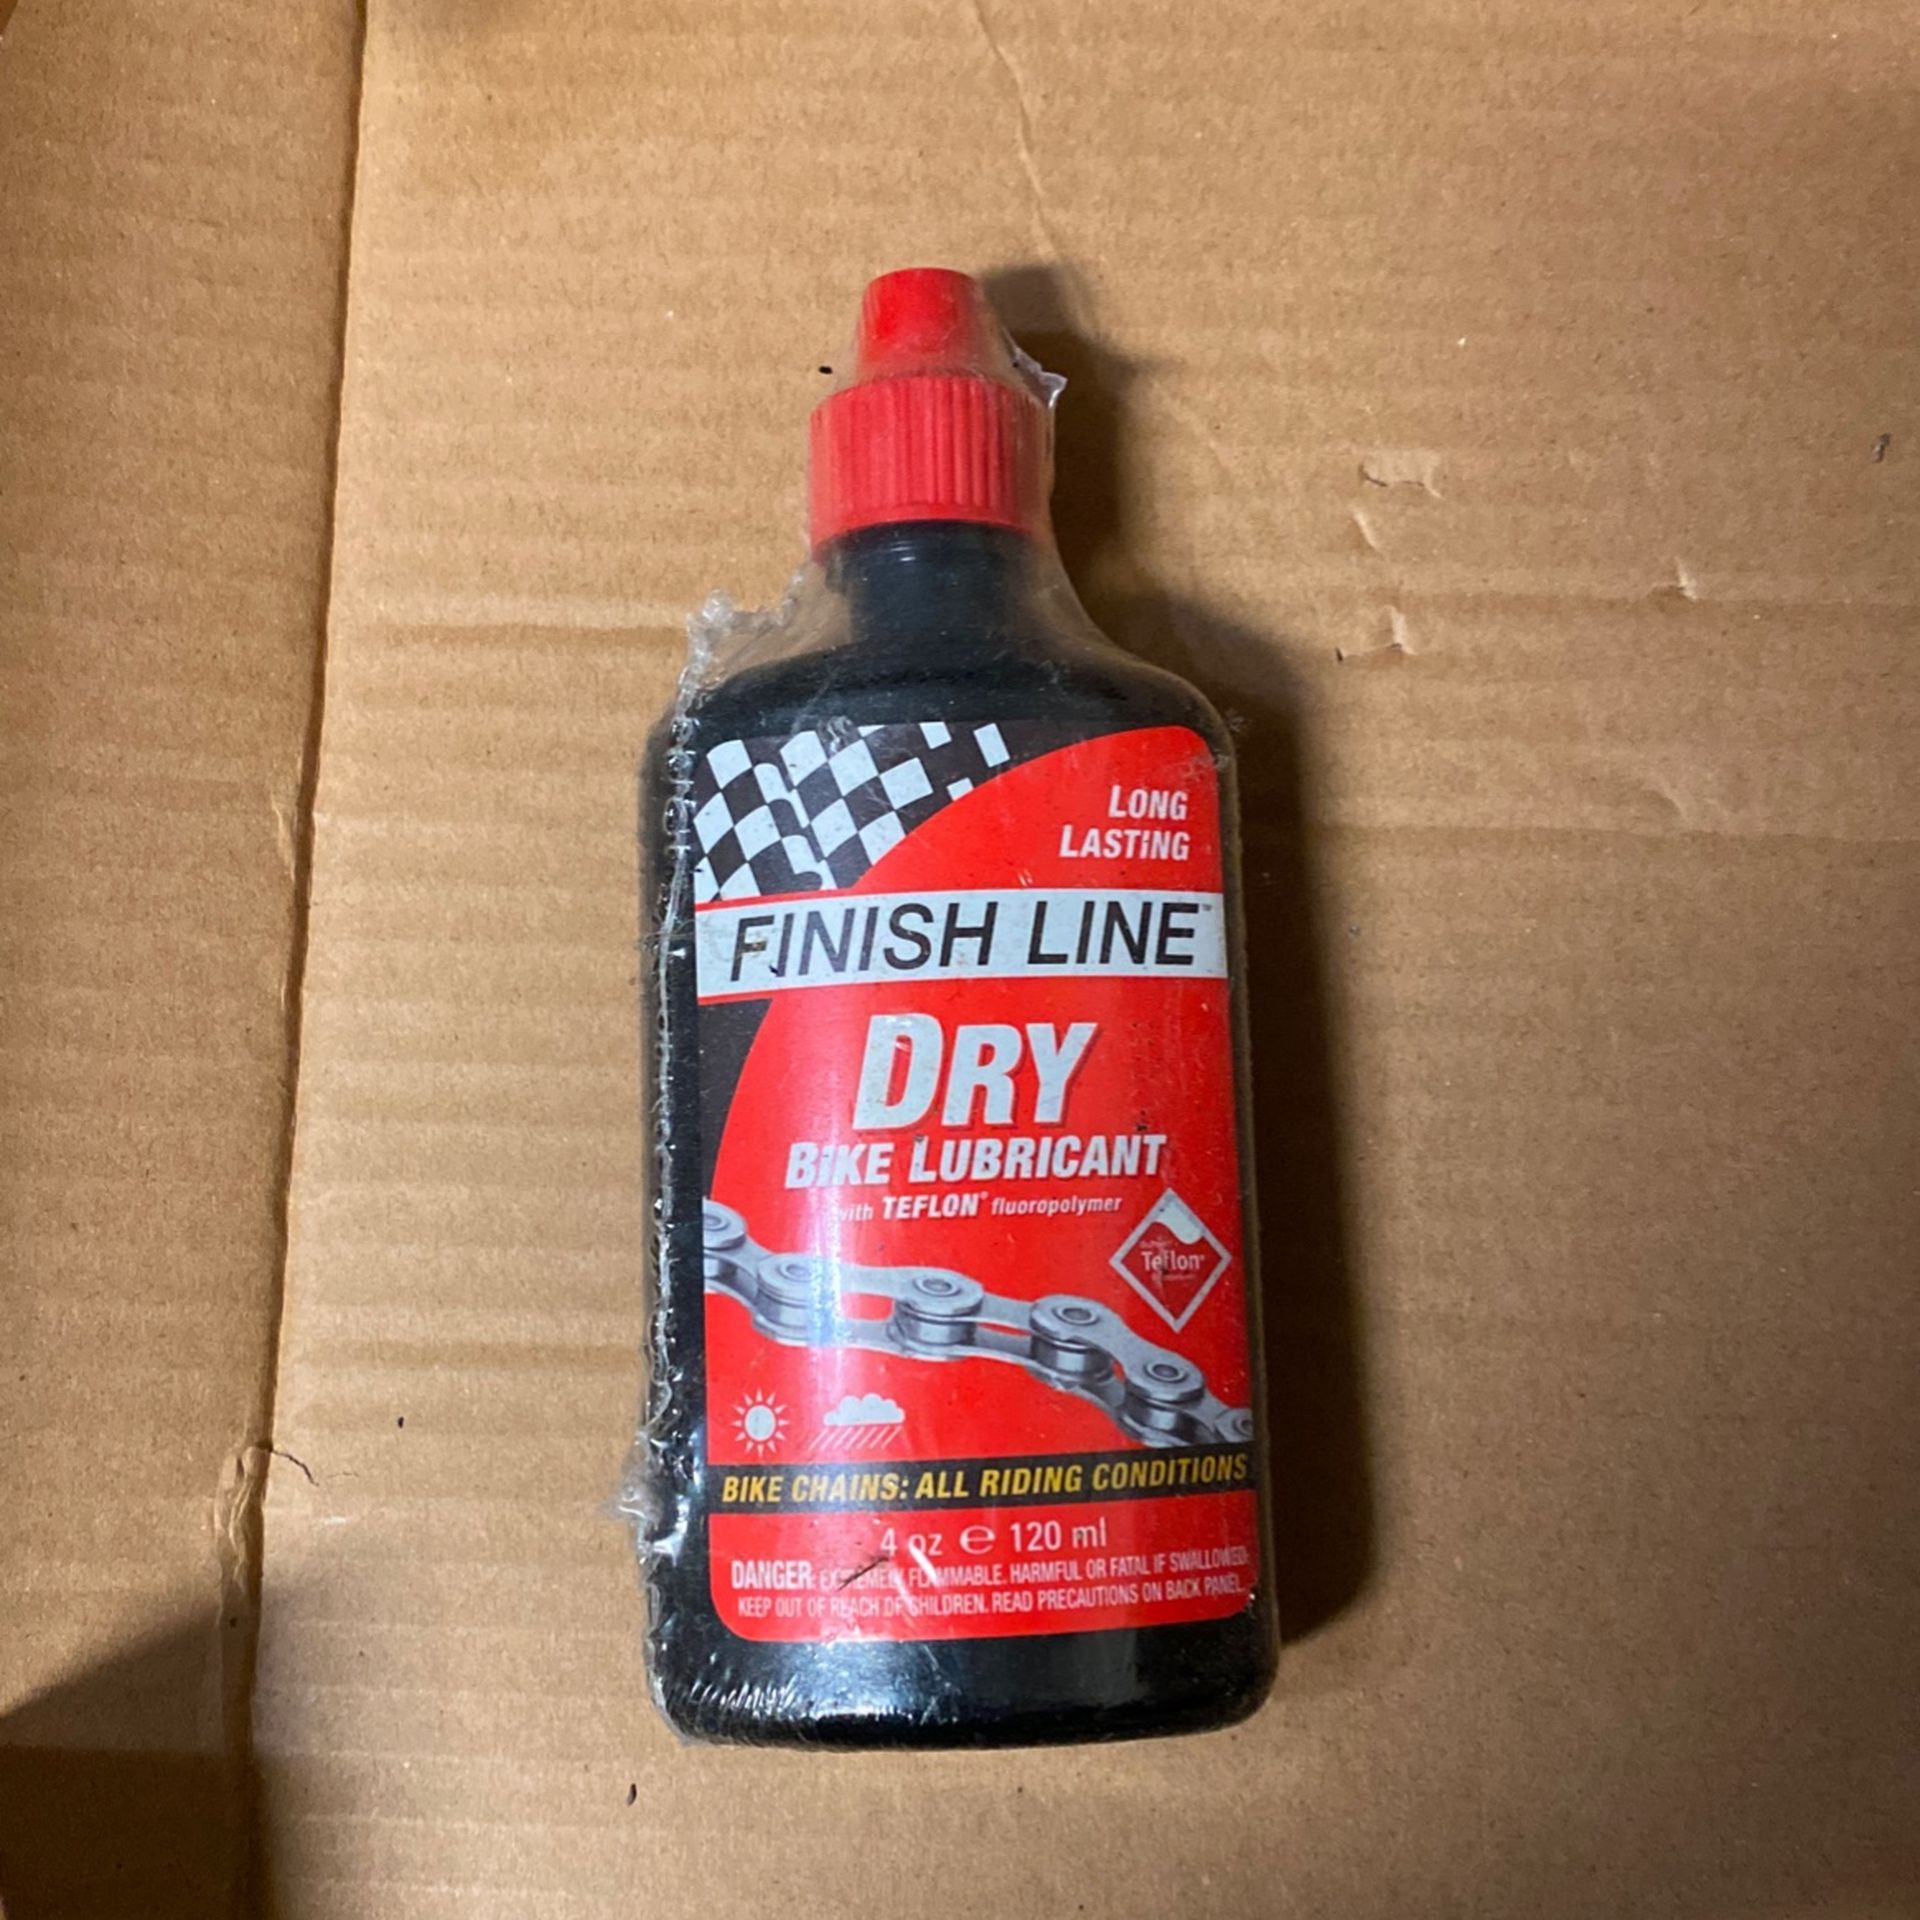 LONG
LASTING
FINISH LINE™
DRY
BIKE LUBRICANT
with TEFLON® fluoropolymer
Teflon®
BIKE CHAINS: ALL RIDING CONDITIONS
4 oz ℮ 120 ml
DANGER: EXTREMELY FLAMMABLE. HARMFUL OR FATAL IF SWALLOWED.
KEEP OUT OF REACH OF CHILDREN. READ PRECAUTIONS ON BACK PANEL.